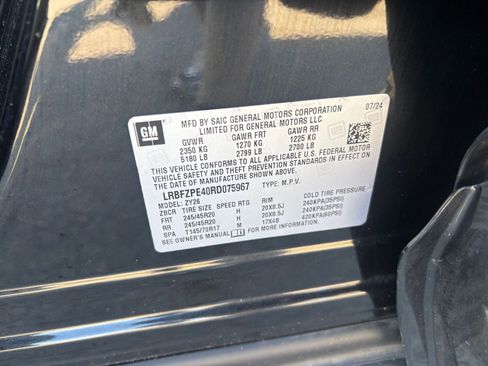 GM
MFD BY SAIC GENERAL MOTORS CORPORATION 07/24
LIMITED FOR GENERAL MOTORS LLC
GVWR GAWR FRT GAWR RR
2350 KG 1270 KG 1225 KG
5180 LB 2799 LB 2700 LB
THIS VEHICLE CONFORMS TO ALL APPLICABLE U.S. FEDERAL MOTOR
VEHICLE SAFETY AND THEFT PREVENTION STANDARDS IN EFFECT ON
THE DATE OF MANUFACTURE SHOWN ABOVE.
LRBFZPE40RD075967 TYPE: M.P.V.
MODEL: ZY26
ZBCR TIRE SIZE SPEED RTG RIM COLD TIRE PRESSURE
FRT 245/45R20 H 20X8.5J 240KPA(35PSI)
RR 245/45R20 H 20X8.5J 240KPA(35PSI)
SPA T145/70R17 M 17X4B 420KPA(60PSI)
SEE OWNER'S MANUAL FOR MORE INFORMATION.